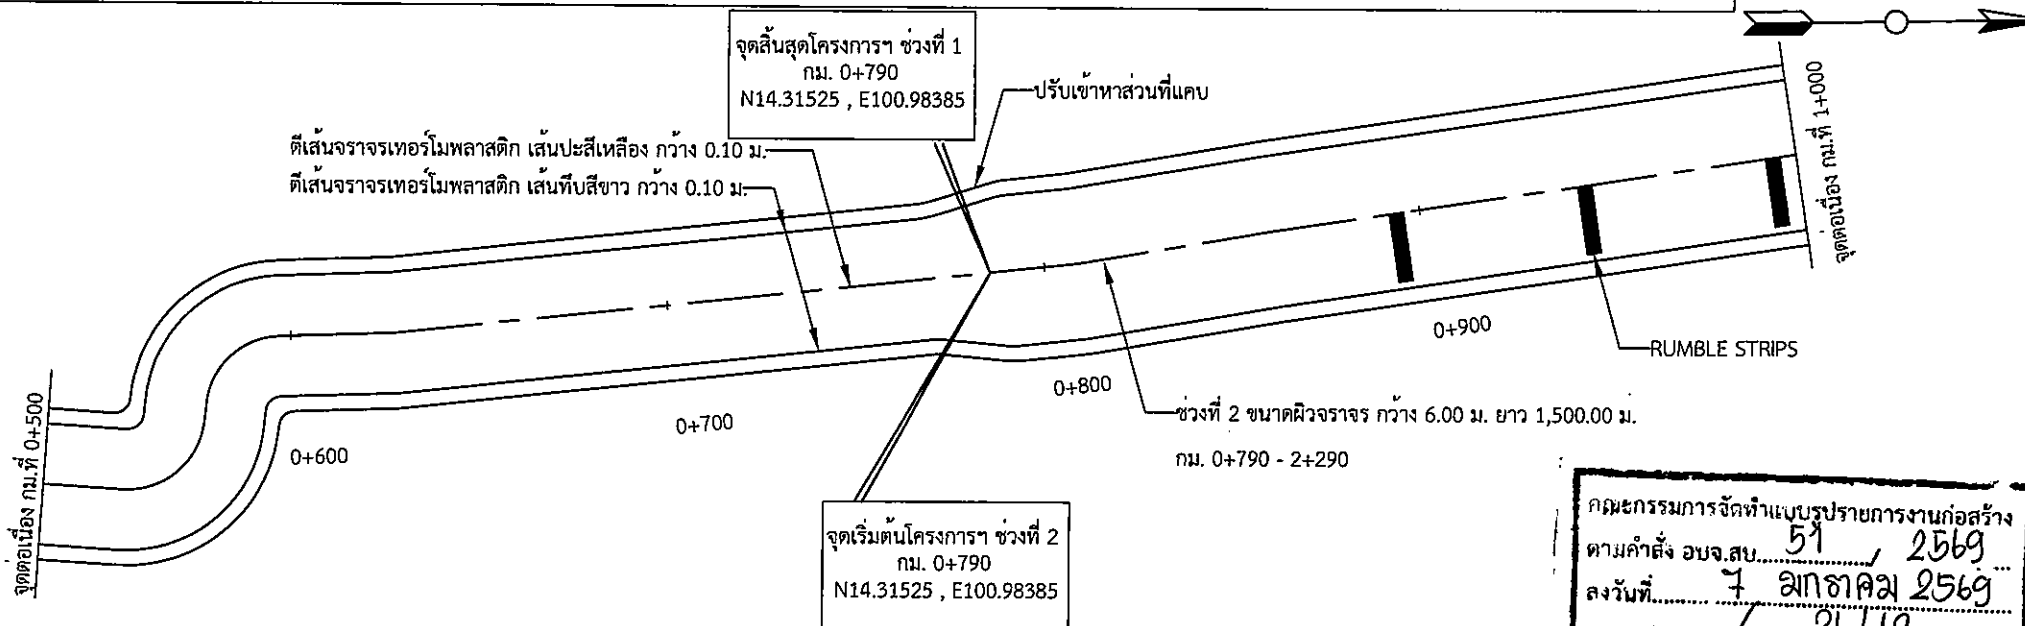 จุดสิ้นสุดโครงการฯ ช่วงที่ 1
กม. 0+790
N14.31525 , E100.98385
ปรับเข้าหาส่วนที่แคบ
ตีเส้นจราจรเทอร์โมพลาสติก เส้นปะสีเหลือง กว้าง 0.10 ม.
ตีเส้นจราจรเทอร์โมพลาสติก เส้นทึบสีขาว กว้าง 0.10 ม.
จุดต่อเนื่อง กม.ที่ 1+000
0+900
RUMBLE STRIPS
0+800
ช่วงที่ 2 ขนาดผิวจราจร กว้าง 6.00 ม. ยาว 1,500.00 ม.
กม. 0+790 - 2+290
0+700
0+600
จุดต่อเนื่อง กม.ที่ 0+500
จุดเริ่มต้นโครงการฯ ช่วงที่ 2
กม. 0+790
N14.31525 , E100.98385
คณะกรรมการจัดทำแบบรูปรายการงานก่อสร้าง
ตามคำสั่ง อบจ.สบ. 51 / 2569
ลงวันที่ 7 มกราคม 2569